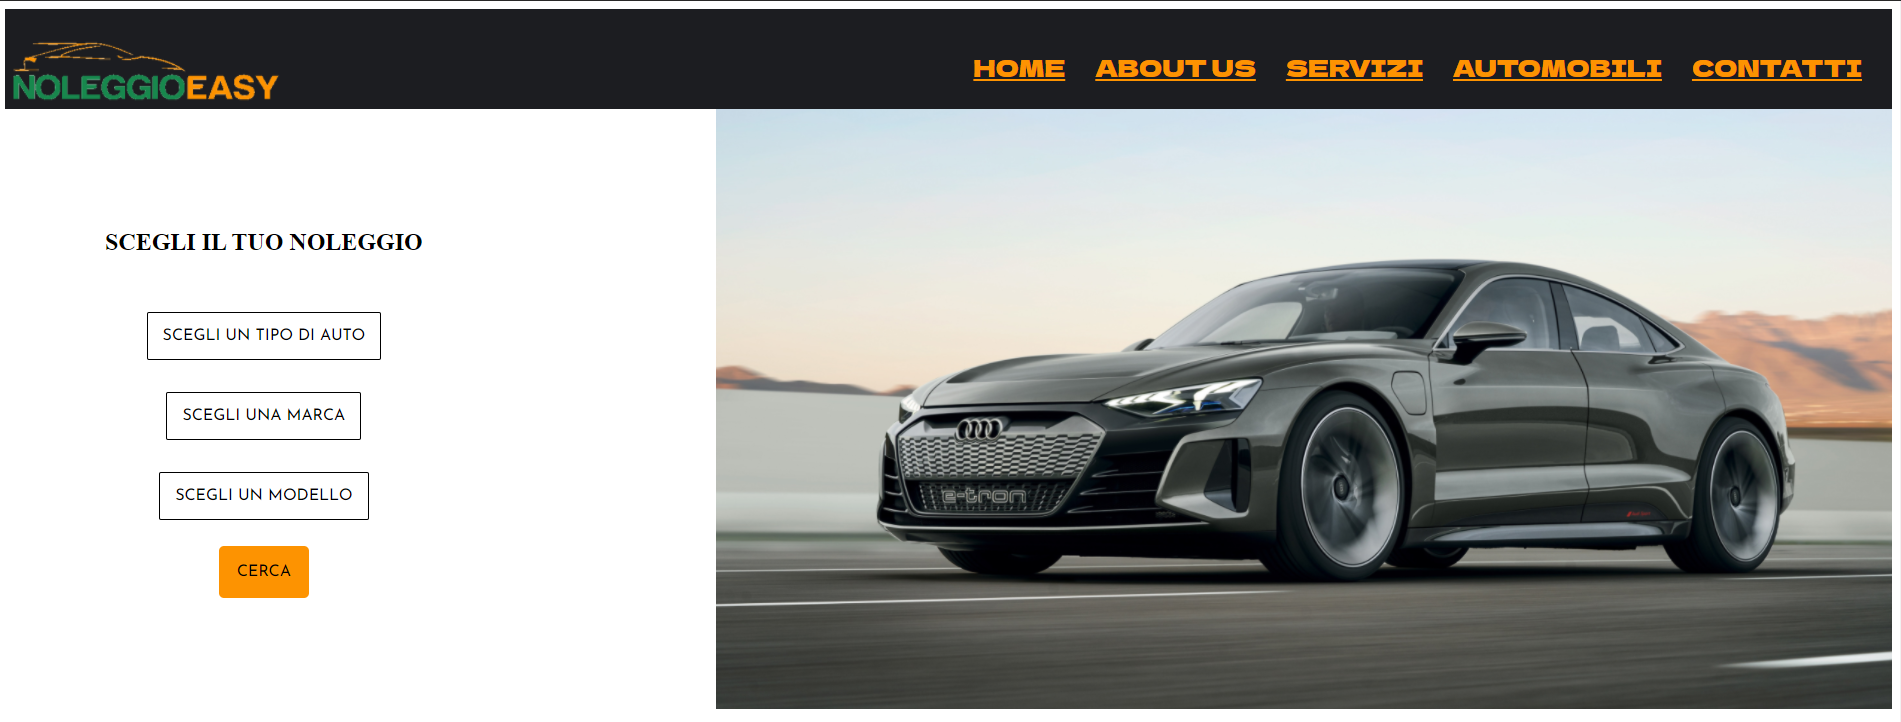 NOLEGGIOEASY
HOME ABOUT US SERVIZI AUTOMOBILI CONTATTI
SCEGLI IL TUO NOLEGGIO
SCEGLI UN TIPO DI AUTO
SCEGLI UNA MARCA
SCEGLI UN MODELLO
CERCA
e-tron